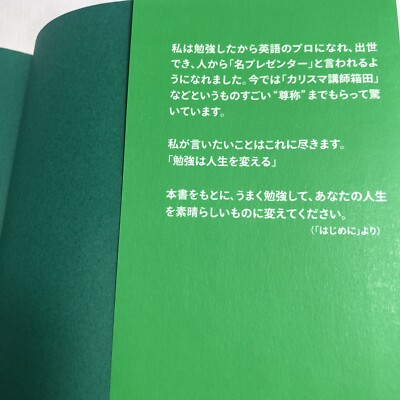 私は勉強したから英語のプロになれ、出世
でき、人から「名プレゼンター」と言われるよ
うになれました。今では「カリスマ講師箱田」
などというものすごい“尊称”までもらって驚
いています。
私が言いたいことはこれに尽きます。
「勉強は人生を変える」
本書をもとに、うまく勉強して、あなたの人生
を素晴らしいものに変えてください。
（「はじめに」より）